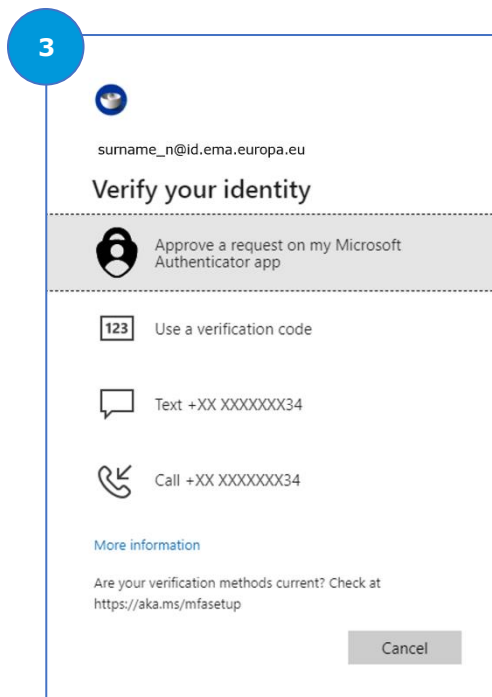 3
surname_n@id.ema.europa.eu
Verify your identity
Approve a request on my Microsoft
Authenticator app
123
Use a verification code
Text +XX XXXXXXX34
Call +XX XXXXXXX34
More information
Are your verification methods current? Check at
https://aka.ms/mfasetup
Cancel